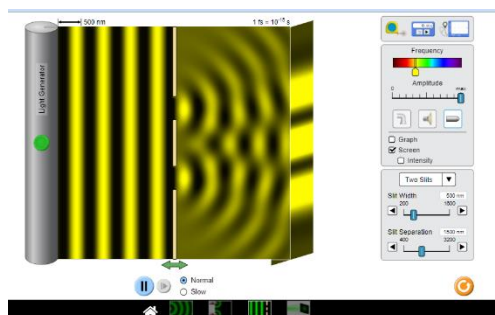 500 nm
1 fs = 10⁻¹⁵ s
Light Generator
Frequency
Amplitude
0 max
Graph
Screen
Intensity
Two Slits
Slit Width 500 nm
200 1600
Slit Separation 1500 nm
400 3200
Normal
Slow